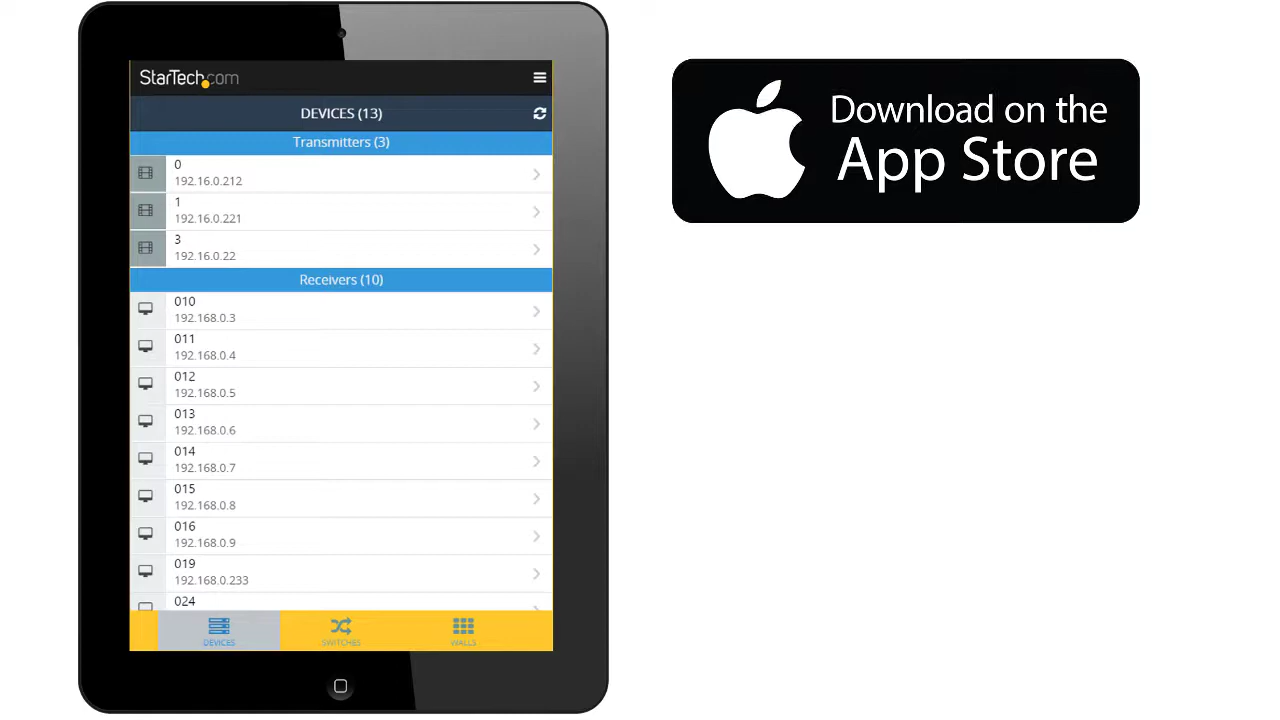 StarTech.com
DEVICES (13)
Transmitters (3)
0
192.16.0.212
1
192.16.0.221
3
192.16.0.22
Receivers (10)
010
192.168.0.3
011
192.168.0.4
012
192.168.0.5
013
192.168.0.6
014
192.168.0.7
015
192.168.0.8
016
192.168.0.9
019
192.168.0.233
024
DEVICES
SWITCHES
WALLS
Download on the
App Store